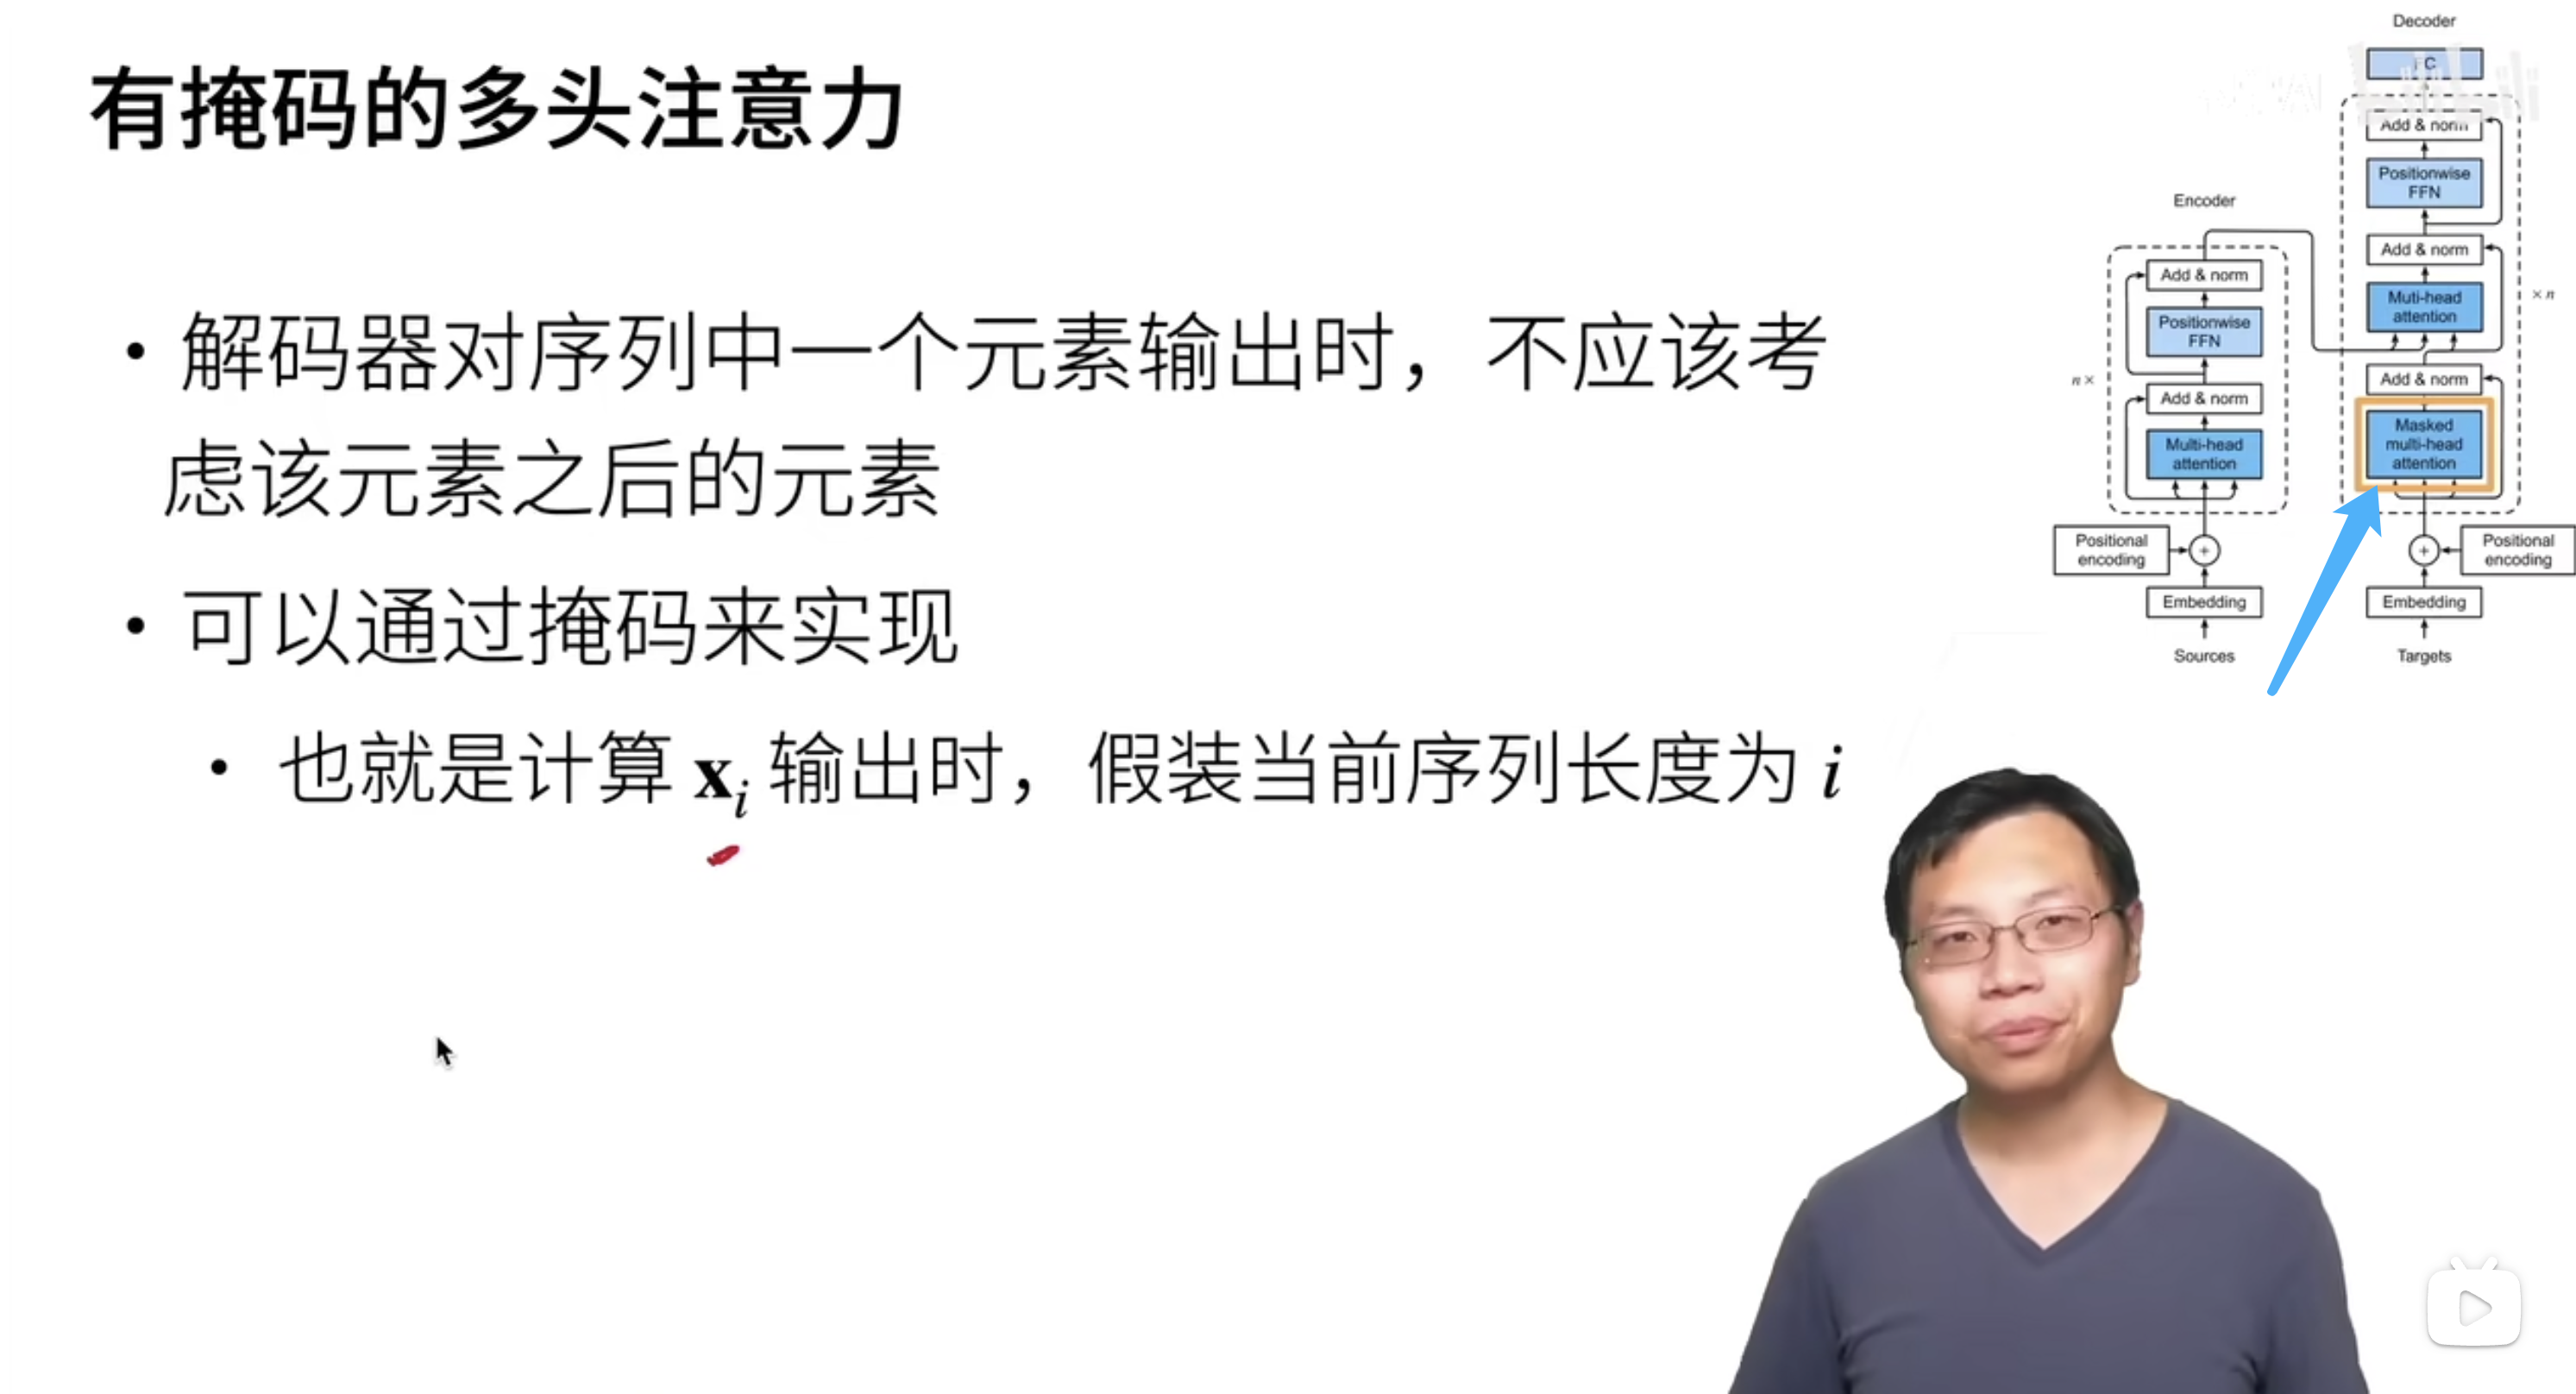 有掩码的多头注意力
• 解码器对序列中一个元素输出时，不应该考
虑该元素之后的元素
• 可以通过掩码来实现
• 也就是计算 xᵢ 输出时，假装当前序列长度为 i
Decoder
FC
Add & norm
Positionwise
FFN
Add & norm
Muti-head
attention
× n
Add & norm
Masked
multi-head
attention
Positional
encoding
+
Embedding
Targets
Encoder
Add & norm
Positionwise
FFN
n ×
Add & norm
Multi-head
attention
Positional
encoding
+
Embedding
Sources
bilibili